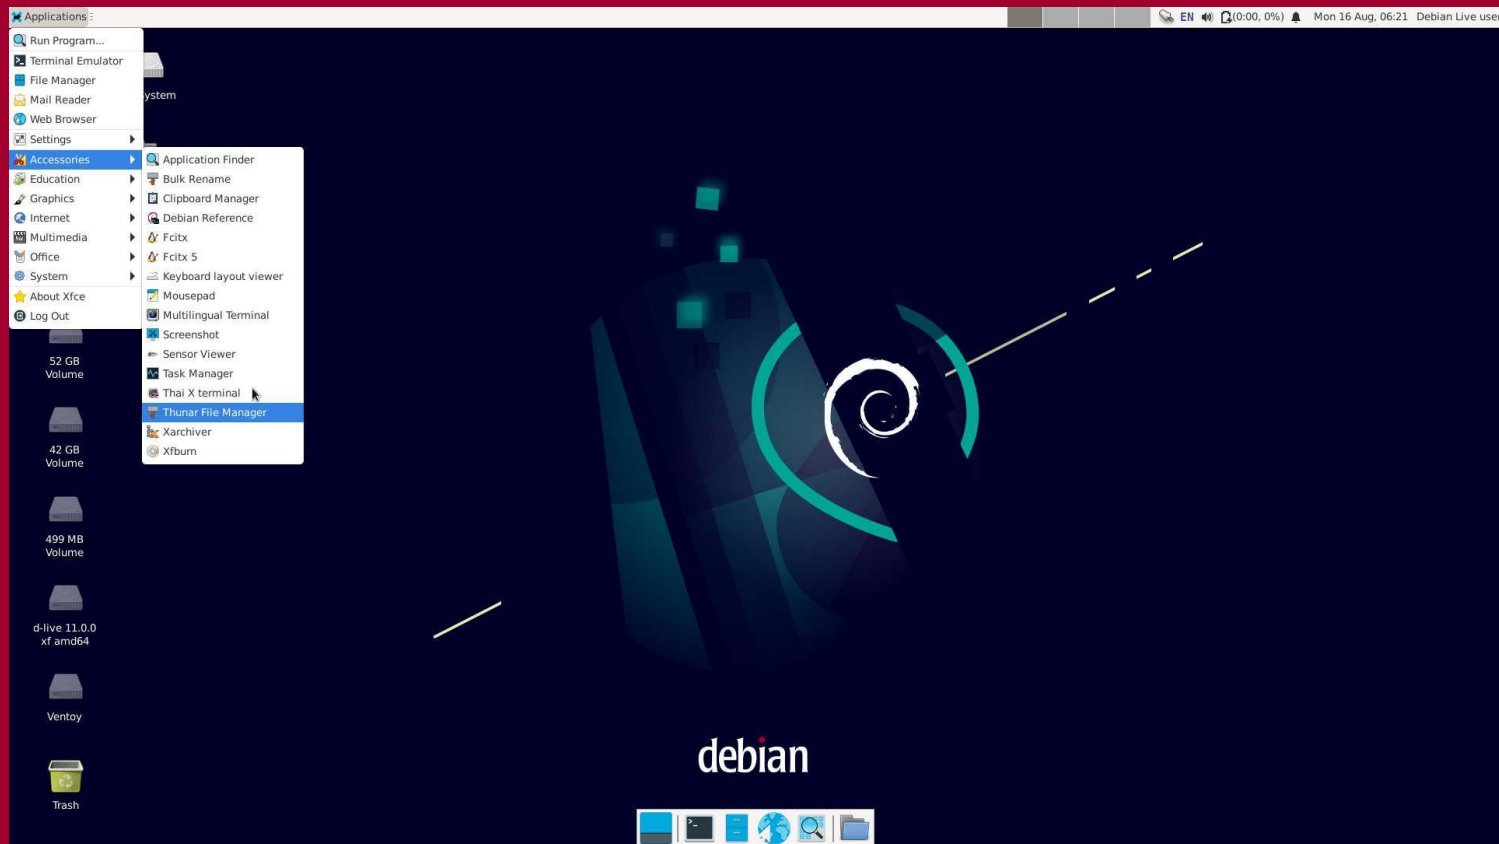 Applications
EN
(0:00, 0%)
Mon 16 Aug, 06:21
Debian Live use
Run Program...
Terminal Emulator
File Manager
Mail Reader
Web Browser
Settings
Accessories
Education
Graphics
Internet
Multimedia
Office
System
About Xfce
Log Out
Application Finder
Bulk Rename
Clipboard Manager
Debian Reference
Fcitx
Fcitx 5
Keyboard layout viewer
Mousepad
Multilingual Terminal
Screenshot
Sensor Viewer
Task Manager
Thai X terminal
Thunar File Manager
Xarchiver
Xfburn
ystem
52 GB
Volume
42 GB
Volume
499 MB
Volume
d-live 11.0.0
xf amd64
Ventoy
Trash
debian